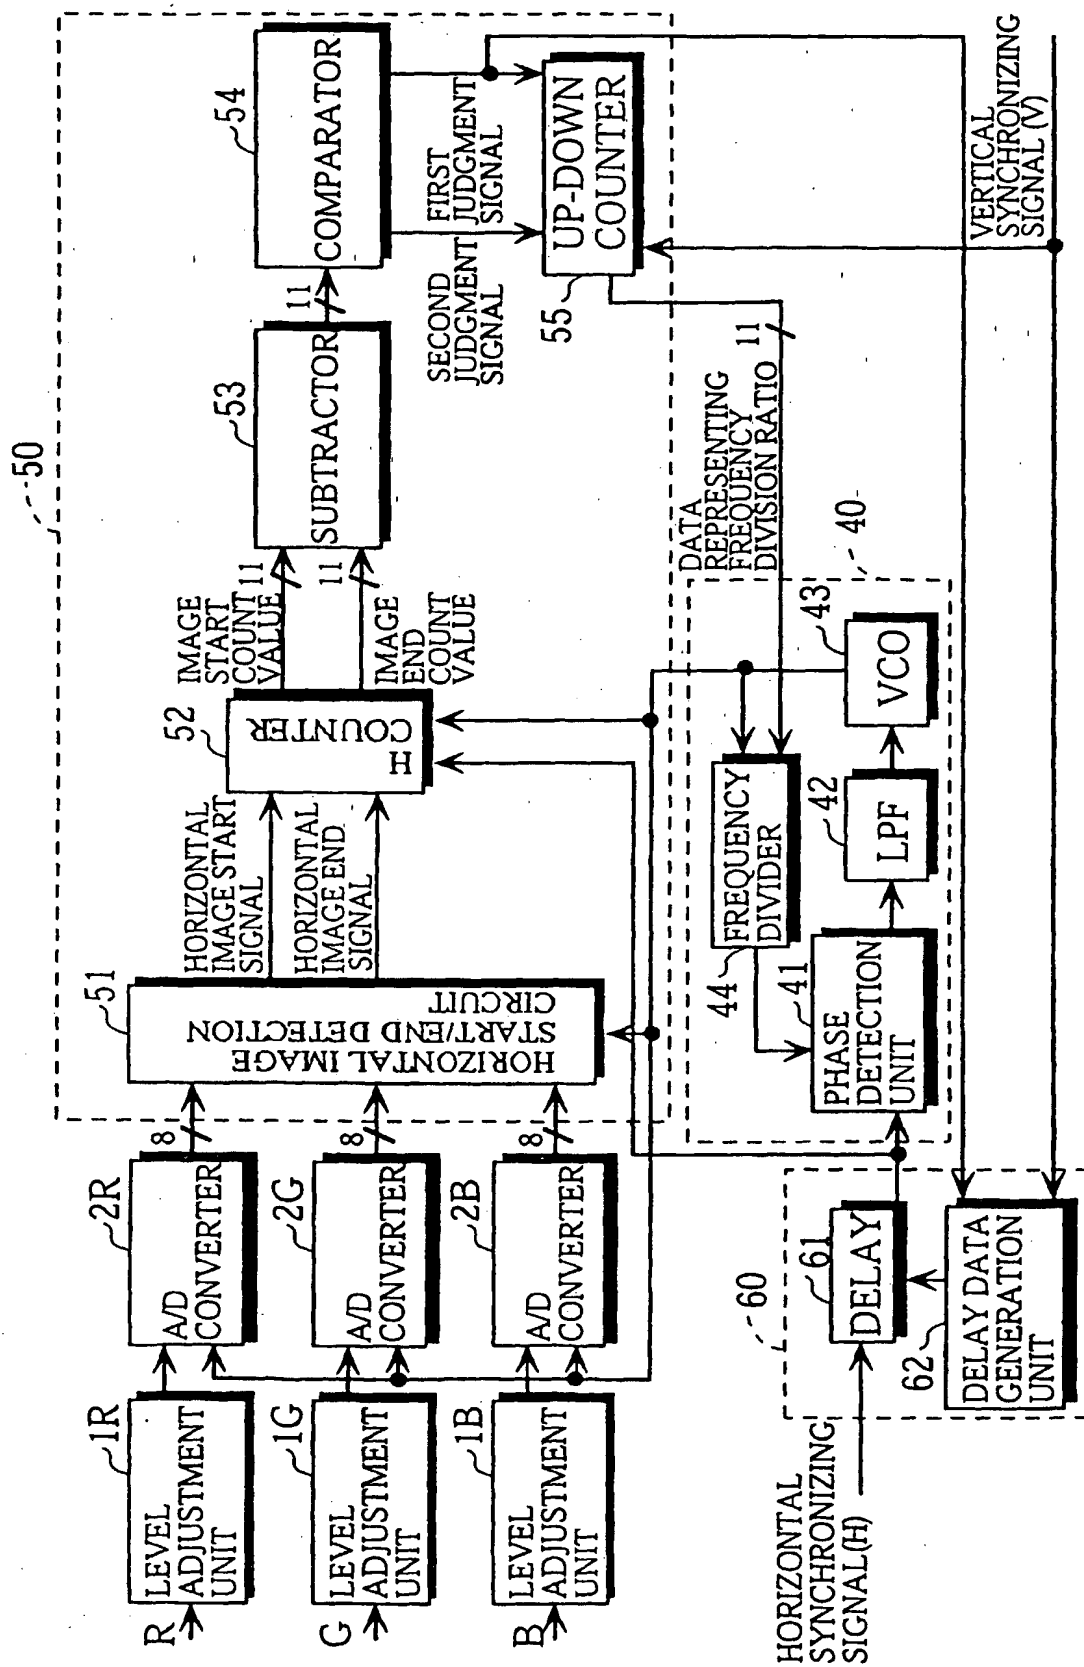 50
COMPARATOR
54
11
SUBTRACTOR
53
FIRST
JUDGMENT
SIGNAL
SECOND
JUDGMENT
SIGNAL
UP-DOWN
COUNTER
55
IMAGE
START
COUNT
VALUE
11
11
IMAGE
END
COUNT
VALUE
52
H
COUNTER
HORIZONTAL
IMAGE START
SIGNAL
HORIZONTAL
IMAGE END
SIGNAL
51
HORIZONTAL IMAGE
START/END DETECTION
CIRCUIT
8
8
8
2R
A/D
CONVERTER
2G
A/D
CONVERTER
2B
A/D
CONVERTER
1R
LEVEL
ADJUSTMENT
UNIT
1G
LEVEL
ADJUSTMENT
UNIT
1B
LEVEL
ADJUSTMENT
UNIT
R
G
B
DATA
REPRESENTING
FREQUENCY
DIVISION RATIO
11
40
43
VCO
42
LPF
FREQUENCY
DIVIDER
44
41
PHASE
DETECTION
UNIT
VERTICAL
SYNCHRONIZING
SIGNAL (V)
60
61
DELAY
62
DELAY DATA
GENERATION
UNIT
HORIZONTAL
SYNCHRONIZING
SIGNAL(H)